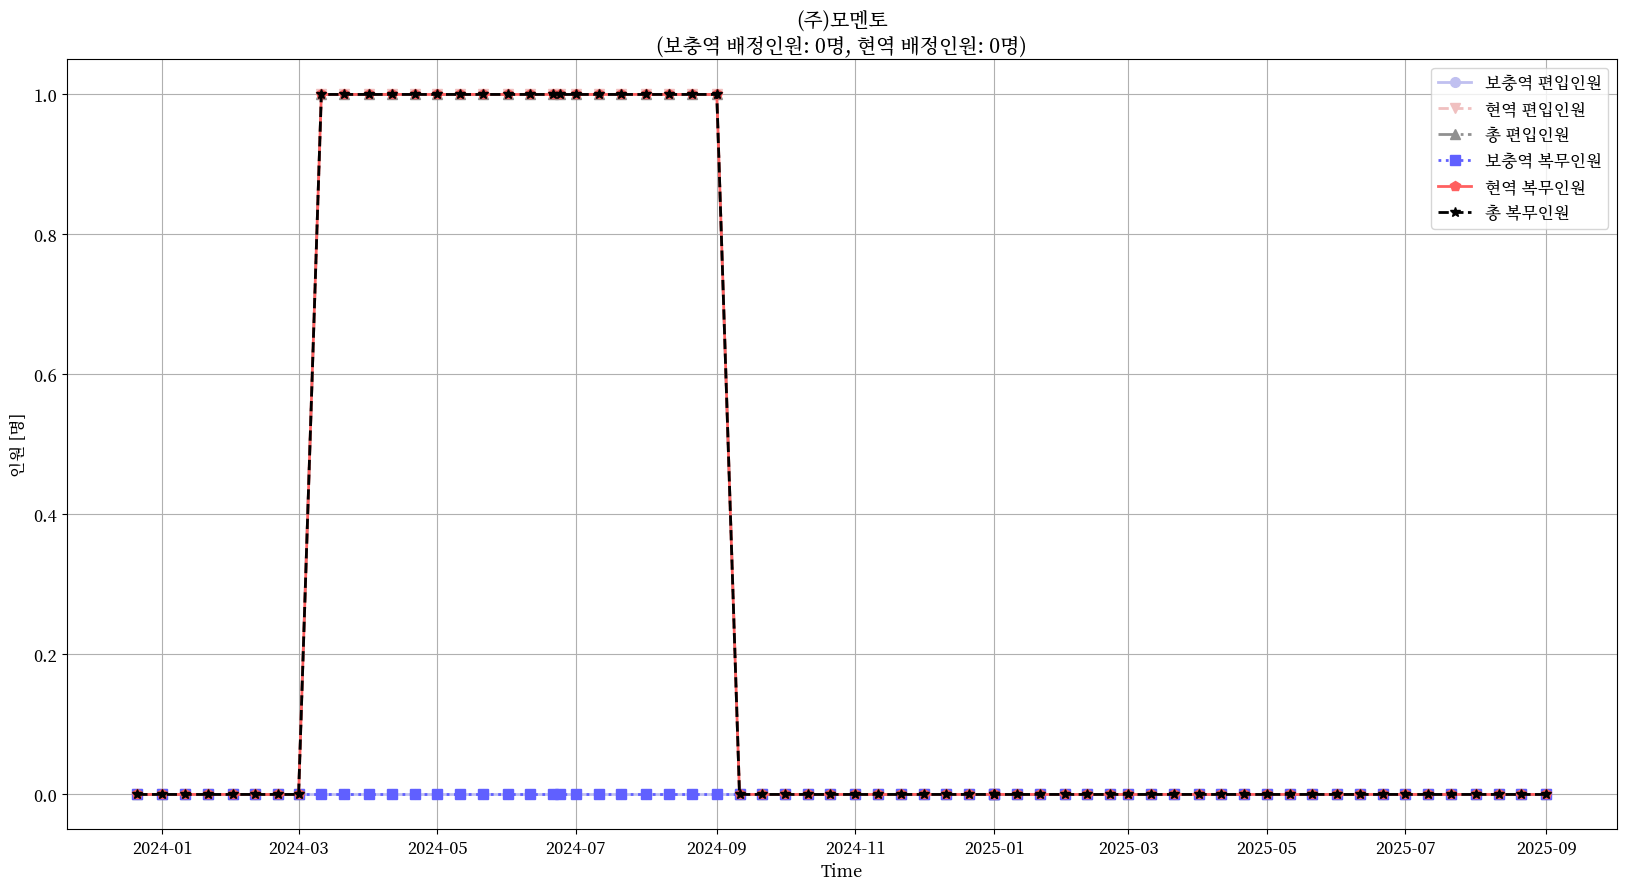 (주)모멘토
(보충역 배정인원: 0명, 현역 배정인원: 0명)
보충역 편입인원
현역 편입인원
총 편입인원
보충역 복무인원
현역 복무인원
총 복무인원
인원 [명]
1.0
0.8
0.6
0.4
0.2
0.0
2024-01 2024-03 2024-05 2024-07 2024-09 2024-11 2025-01 2025-03 2025-05 2025-07 2025-09
Time